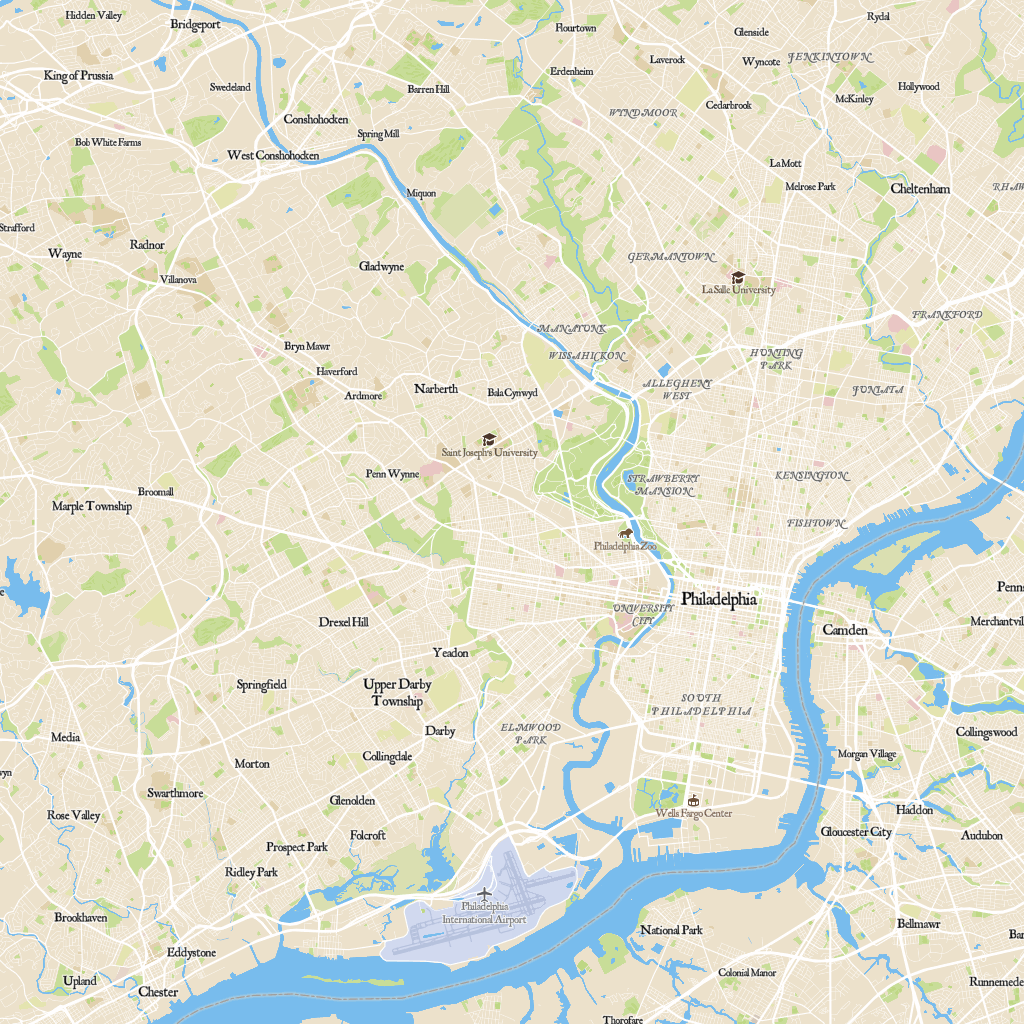 Hidden Valley
Bridgeport
Flourtown
Rydal
Glenside
JENKINTOWN
Laverock
Wyncote
Erdenheim
King of Prussia
Swedeland
Barren Hill
Hollywood
McKinley
Cedarbrook
WYNDMOOR
Conshohocken
Spring Mill
Bob White Farms
West Conshohocken
LaMott
Melrose Park
Cheltenham
RHAW
Miquon
Strafford
Radnor
Wayne
Gladwyne
Villanova
GERMANTOWN
LaSalle University
FRANKFORD
MANAYUNK
WISSAHICKON
HUNTING
PARK
Bryn Mawr
Haverford
Ardmore
Narberth
Bala Cynwyd
ALLEGHENY
WEST
JUNIATA
Saint Joseph's University
Penn Wynne
STRAWBERRY
MANSION
KENSINGTON
Broomall
Marple Township
FISHTOWN
Philadelphia Zoo
Philadelphia
UNIVERSITY
CITY
Penns
Merchantvil
Camden
Drexel Hill
Yeadon
Springfield
Upper Darby
Township
SOUTH
PHILADELPHIA
Darby
ELMWOOD
PARK
Media
Collingswood
Morgan Village
Collingdale
Morton
wyn
Swarthmore
Glenolden
Rose Valley
Wells Fargo Center
Haddon
Folcroft
Gloucester City
Audubon
Prospect Park
Ridley Park
Philadelphia
International Airport
Brookhaven
National Park
Bellmawr
Bar
Eddystone
Upland
Chester
Colonial Manor
Runnemede
Thorofare